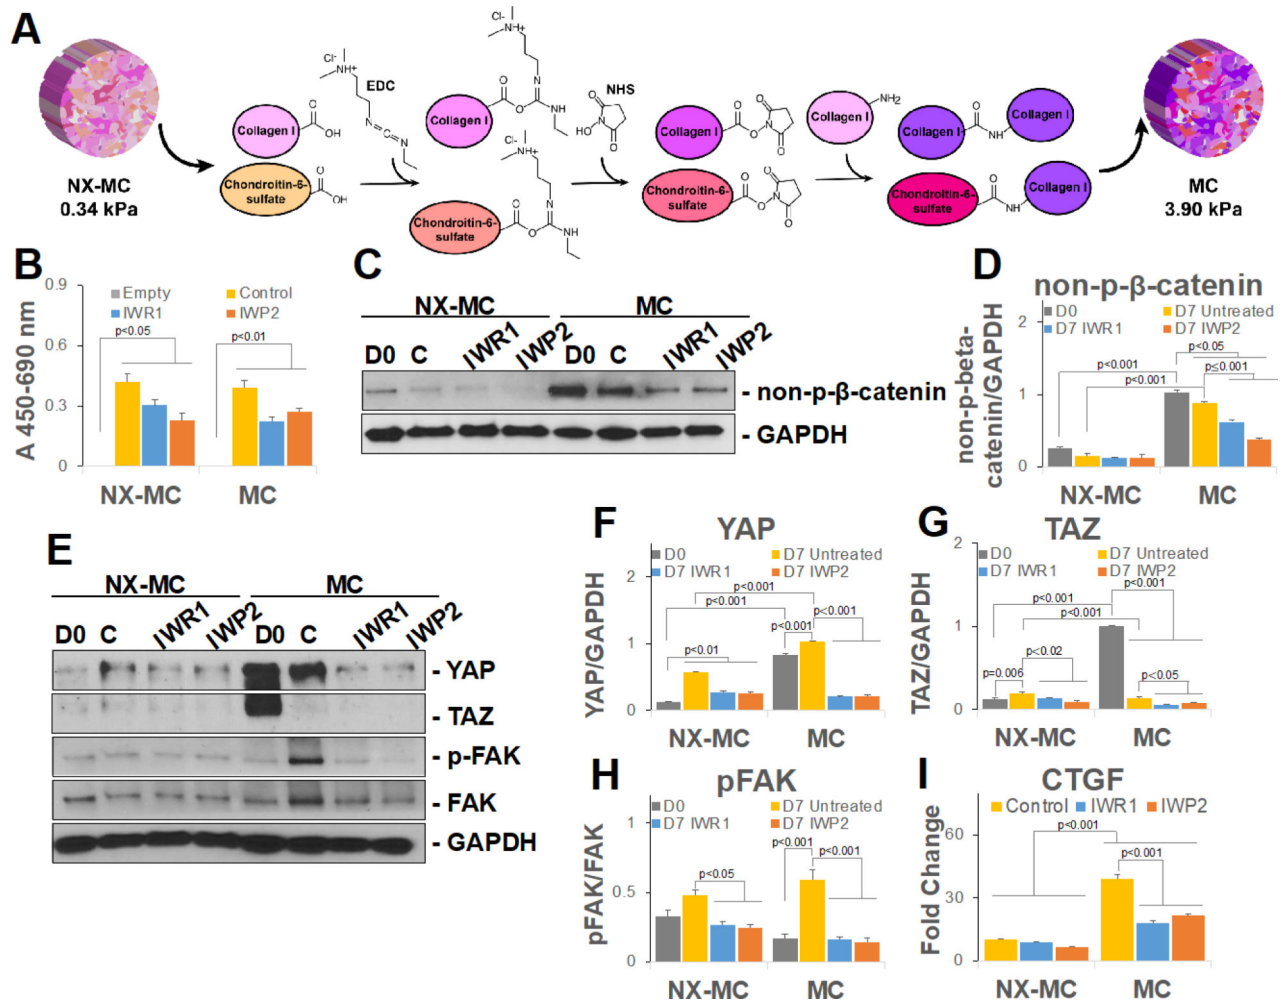 A
Cl-
NH+
EDC
N
C
N
Collagen I
O
OH
Chondroitin-6-
sulfate
O
OH
NX-MC
0.34 kPa
Cl-
NH+
N
O
O
NH
Collagen I
Cl-
NH+
N
O
O
NH
Chondroitin-6-
sulfate
NHS
O
N
HO
O
Collagen I
O
O
N
O
O
Chondroitin-6-
sulfate
O
O
N
O
O
Collagen I
NH2
Collagen I
O
NH
Collagen I
Chondroitin-6-
sulfate
O
NH
Collagen I
MC
3.90 kPa
B
A 450-690 nm
0.9
0.6
0.3
0
Empty
Control
IWR1
IWP2
p<0.05
p<0.01
NX-MC
MC
C
NX-MC
MC
D0
C
IWR1
IWP2
D0
C
IWR1
IWP2
- non-p-β-catenin
- GAPDH
D
non-p-β-catenin
non-p-beta-
catenin/GAPDH
2
1
0
D0
D7 Untreated
D7 IWR1
D7 IWP2
p<0.05
p<0.001
p≤0.001
p<0.001
NX-MC
MC
E
NX-MC
MC
D0
C
IWR1
IWP2
D0
C
IWR1
IWP2
- YAP
- TAZ
- p-FAK
- FAK
- GAPDH
F
YAP
YAP/GAPDH
2
1
0
D0
D7 Untreated
D7 IWR1
D7 IWP2
p<0.001
p<0.001
p<0.001
p<0.001
p<0.01
NX-MC
MC
G
TAZ
TAZ/GAPDH
2
1
0
D0
D7 Untreated
D7 IWR1
D7 IWP2
p<0.001
p<0.001
p<0.001
p<0.02
p=0.006
p<0.05
NX-MC
MC
H
pFAK
pFAK/FAK
1
0.5
0
D0
D7 Untreated
D7 IWR1
D7 IWP2
p<0.001
p<0.001
p<0.05
NX-MC
MC
I
CTGF
Fold Change
60
30
0
Control
IWR1
IWP2
p<0.001
p<0.001
NX-MC
MC